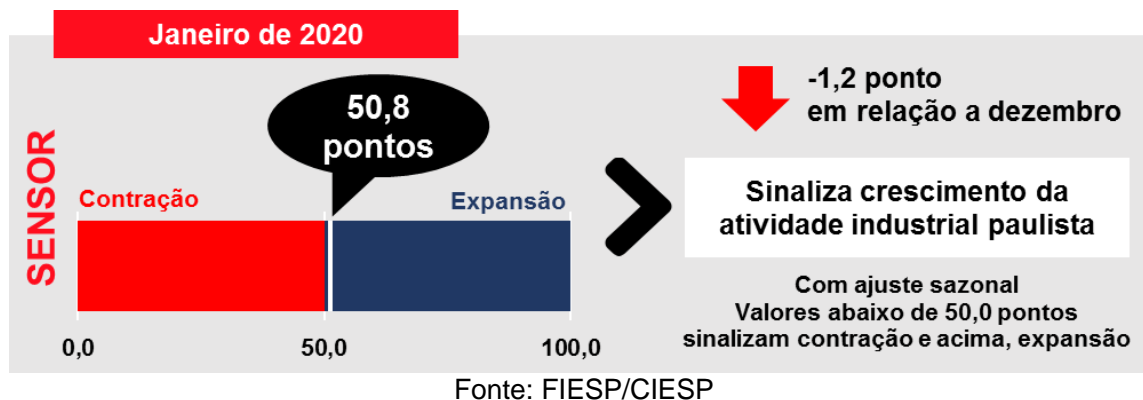 Janeiro de 2020
SENSOR
50,8
pontos
Contração
Expansão
0,0
50,0
100,0
-1,2 ponto
em relação a dezembro
Sinaliza crescimento da
atividade industrial paulista
Com ajuste sazonal
Valores abaixo de 50,0 pontos
sinalizam contração e acima, expansão
Fonte: FIESP/CIESP